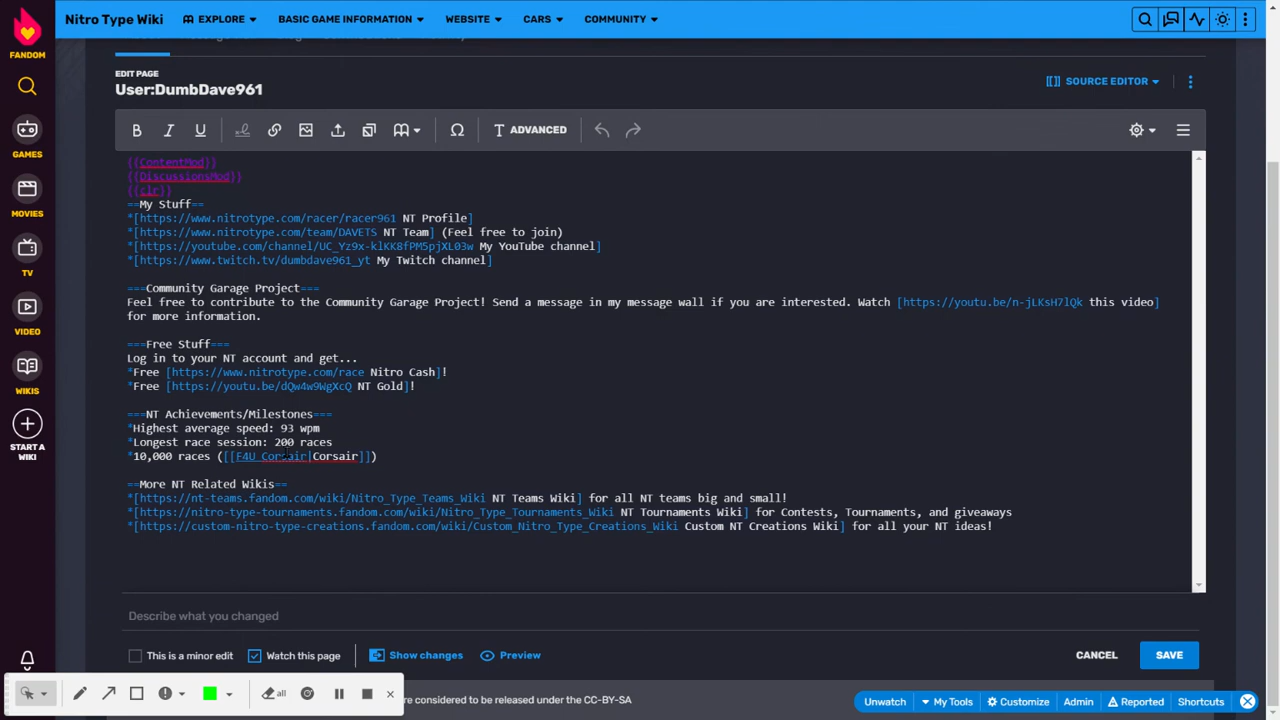 Nitro Type Wiki
EXPLORE
BASIC GAME INFORMATION
WEBSITE
CARS
COMMUNITY
FANDOM
GAMES
MOVIES
TV
VIDEO
WIKIS
START A
WIKI
EDIT PAGE
User:DumbDave961
SOURCE EDITOR
B I U ADVANCED
{{ContentMod}}
{{DiscussionsMod}}
{{clr}}
==My Stuff==
*[https://www.nitrotype.com/racer/racer961 NT Profile]
*[https://www.nitrotype.com/team/DAVETS NT Team] (Feel free to join)
*[https://youtube.com/channel/UC_Yz9x-klKK8fPM5pjXL03w My YouTube channel]
*[https://www.twitch.tv/dumbdave961_yt My Twitch channel]
===Community Garage Project===
Feel free to contribute to the Community Garage Project! Send a message in my message wall if you are interested. Watch [https://youtu.be/n-jLKsH7lQk this video]
for more information.
===Free Stuff===
Log in to your NT account and get...
*Free [https://www.nitrotype.com/race Nitro Cash]!
*Free [https://youtu.be/dQw4w9WgXcQ NT Gold]!
===NT Achievements/Milestones===
*Highest average speed: 93 wpm
*Longest race session: 200 races
*10,000 races ([[F4U Corsair|Corsair]])
==More NT Related Wikis==
*[https://nt-teams.fandom.com/wiki/Nitro_Type_Teams_Wiki NT Teams Wiki] for all NT teams big and small!
*[https://nitro-type-tournaments.fandom.com/wiki/Nitro_Type_Tournaments_Wiki NT Tournaments Wiki] for Contests, Tournaments, and giveaways
*[https://custom-nitro-type-creations.fandom.com/wiki/Custom_Nitro_Type_Creations_Wiki Custom NT Creations Wiki] for all your NT ideas!
Describe what you changed
This is a minor edit
Watch this page
Show changes
Preview
CANCEL
SAVE
all
re considered to be released under the CC-BY-SA
Unwatch
My Tools
Customize
Admin
Reported
Shortcuts